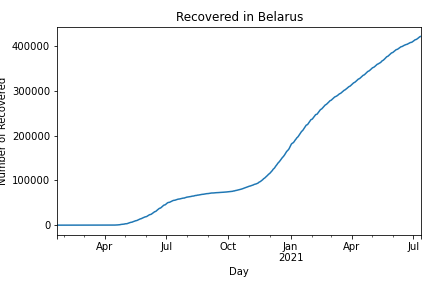 Recovered in Belarus
Number of Recovered
400000
300000
200000
100000
0
Apr
Jul
Oct
Jan
2021
Apr
Jul
Day